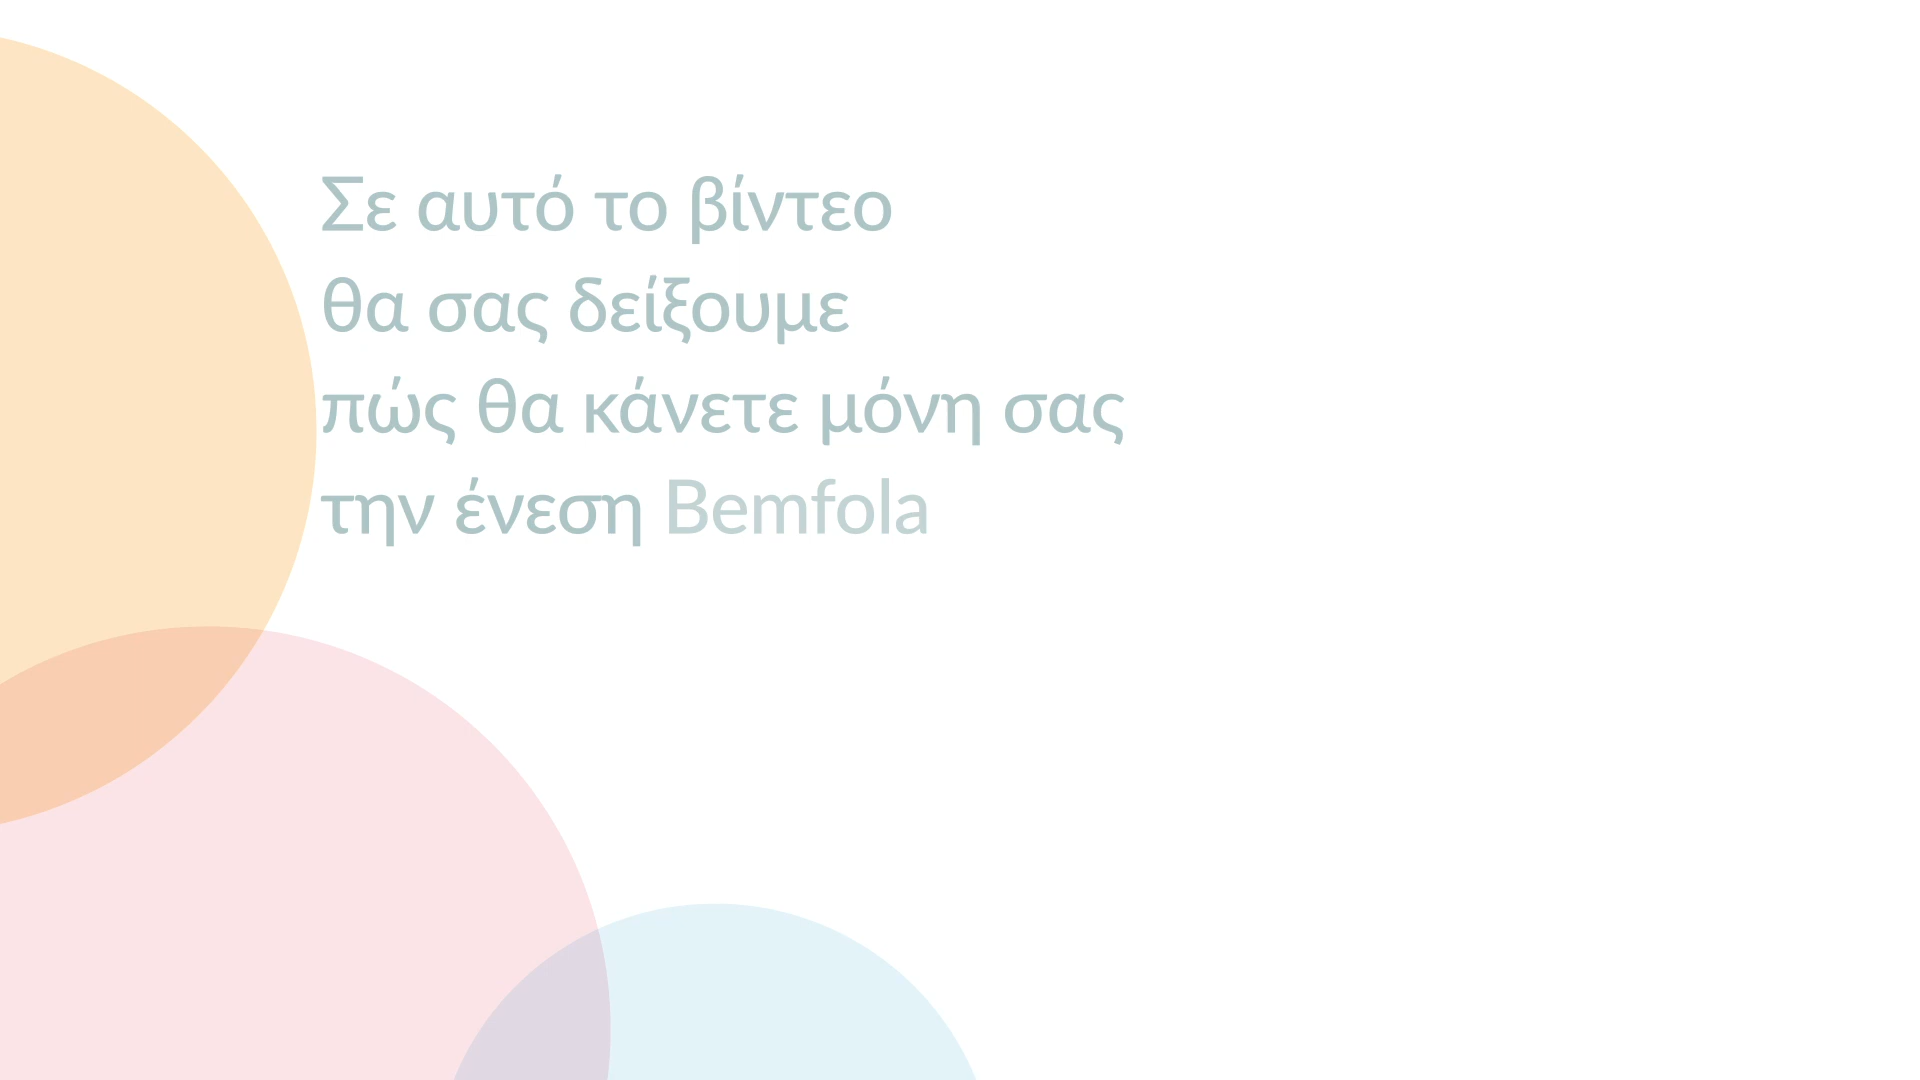 Σε αυτό το βίντεο
θα σας δείξουμε
πώς θα κάνετε μόνη σας
την ένεση Bemfola